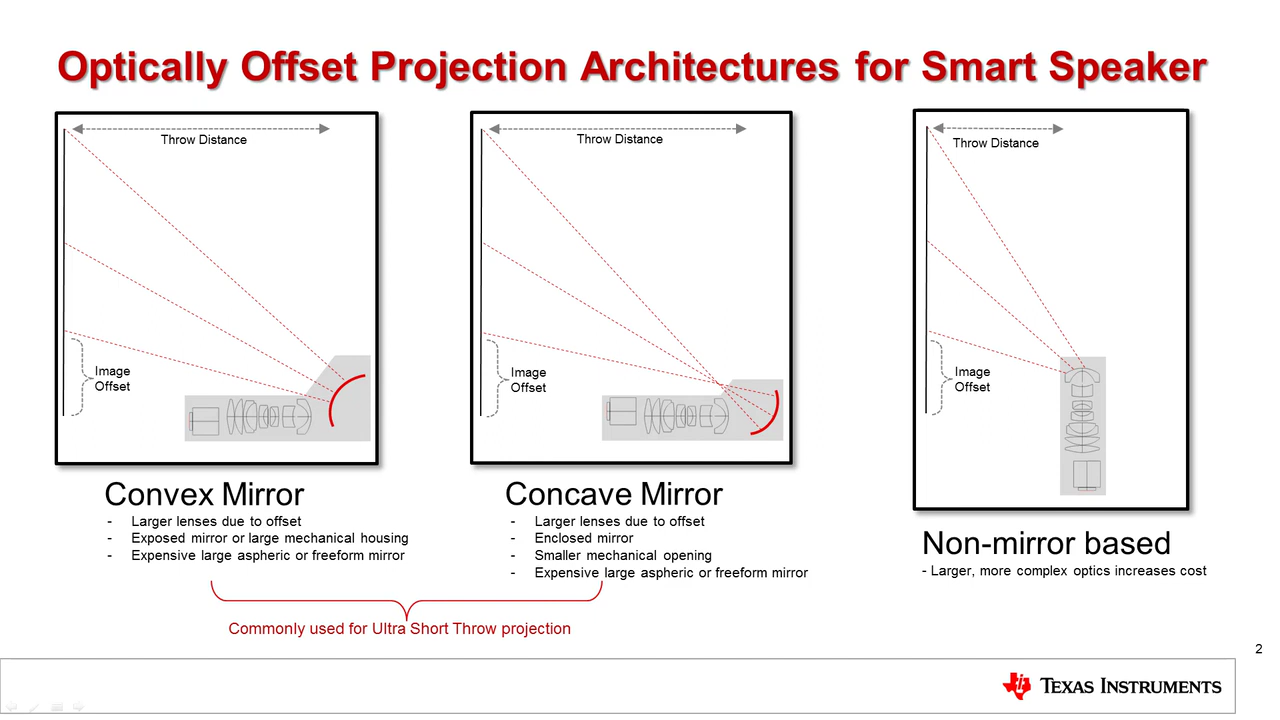 Optically Offset Projection Architectures for Smart Speaker
Throw Distance
Image
Offset
Convex Mirror
- Larger lenses due to offset
- Exposed mirror or large mechanical housing
- Expensive large aspheric or freeform mirror
Throw Distance
Image
Offset
Concave Mirror
- Larger lenses due to offset
- Enclosed mirror
- Smaller mechanical opening
- Expensive large aspheric or freeform mirror
Commonly used for Ultra Short Throw projection
Throw Distance
Image
Offset
Non-mirror based
- Larger, more complex optics increases cost
2
TEXAS INSTRUMENTS